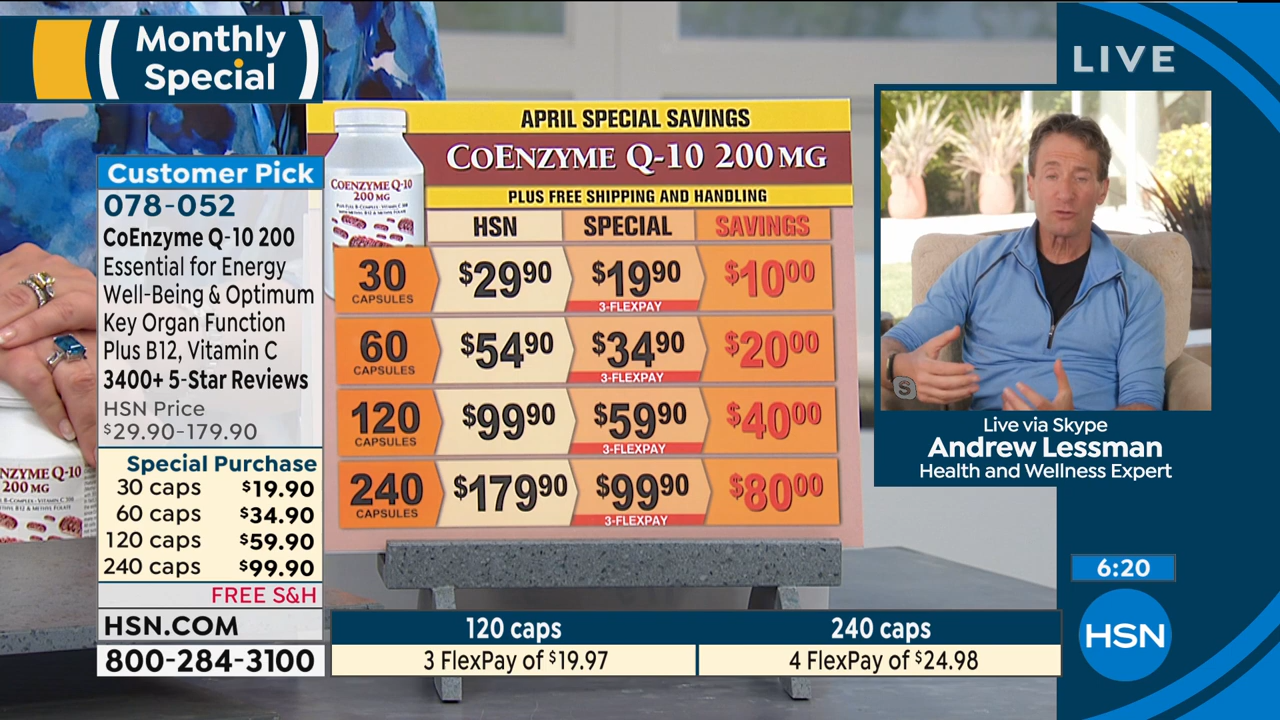 Monthly
Special
Customer Pick
078-052
CoEnzyme Q-10 200
Essential for Energy
Well-Being & Optimum
Key Organ Function
Plus B12, Vitamin C
3400+ 5-Star Reviews
HSN Price
$29.90-179.90
Special Purchase
30 caps $19.90
60 caps $34.90
120 caps $59.90
240 caps $99.90
FREE S&H
HSN.COM
800-284-3100
APRIL SPECIAL SAVINGS
COENZYME Q-10 200 MG
PLUS FREE SHIPPING AND HANDLING
HSN SPECIAL SAVINGS
30 CAPSULES $29.90 $19.90 3-FLEXPAY $10.00
60 CAPSULES $54.90 $34.90 3-FLEXPAY $20.00
120 CAPSULES $99.90 $59.90 3-FLEXPAY $40.00
240 CAPSULES $179.90 $99.90 3-FLEXPAY $80.00
COENZYME Q-10
200 MG
NZYME Q-10
200 MG
120 caps 240 caps
3 FlexPay of $19.97 4 FlexPay of $24.98
LIVE
Live via Skype
Andrew Lessman
Health and Wellness Expert
6:20
HSN